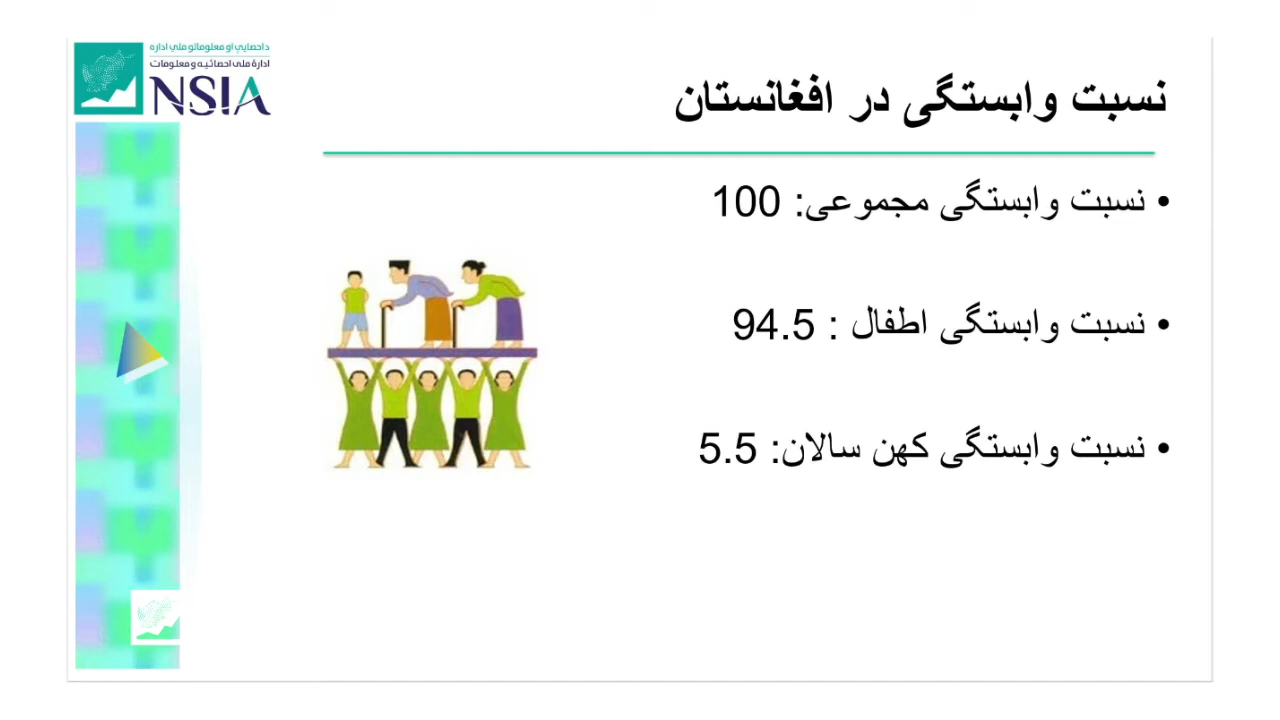 د احصایې او معلوماتو ملي اداره
ادارۀ ملی احصائیه و معلومات
NSIA
نسبت وابستگی در افغانستان
• نسبت وابستگی مجموعی: 100
• نسبت وابستگی اطفال : 94.5
• نسبت وابستگی کهن سالان: 5.5